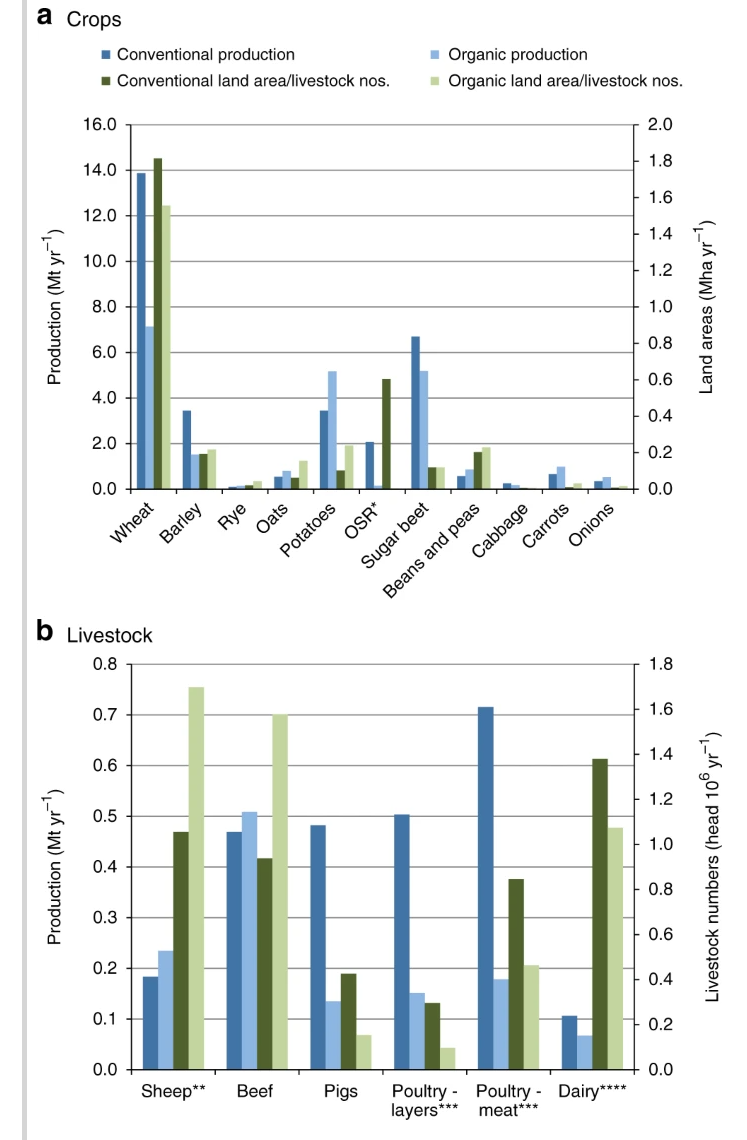 a Crops
Conventional production
Organic production
Conventional land area/livestock nos.
Organic land area/livestock nos.
16.0
14.0
12.0
10.0
8.0
6.0
4.0
2.0
0.0
Production (Mt yr⁻¹)
2.0
1.8
1.6
1.4
1.2
1.0
0.8
0.6
0.4
0.2
0.0
Land areas (Mha yr⁻¹)
Wheat
Barley
Rye
Oats
Potatoes
OSR*
Sugar beet
Beans and peas
Cabbage
Carrots
Onions
b Livestock
0.8
0.7
0.6
0.5
0.4
0.3
0.2
0.1
0.0
Production (Mt yr⁻¹)
1.8
1.6
1.4
1.2
1.0
0.8
0.6
0.4
0.2
0.0
Livestock numbers (head 10⁶ yr⁻¹)
Sheep**
Beef
Pigs
Poultry -
layers***
Poultry -
meat***
Dairy****